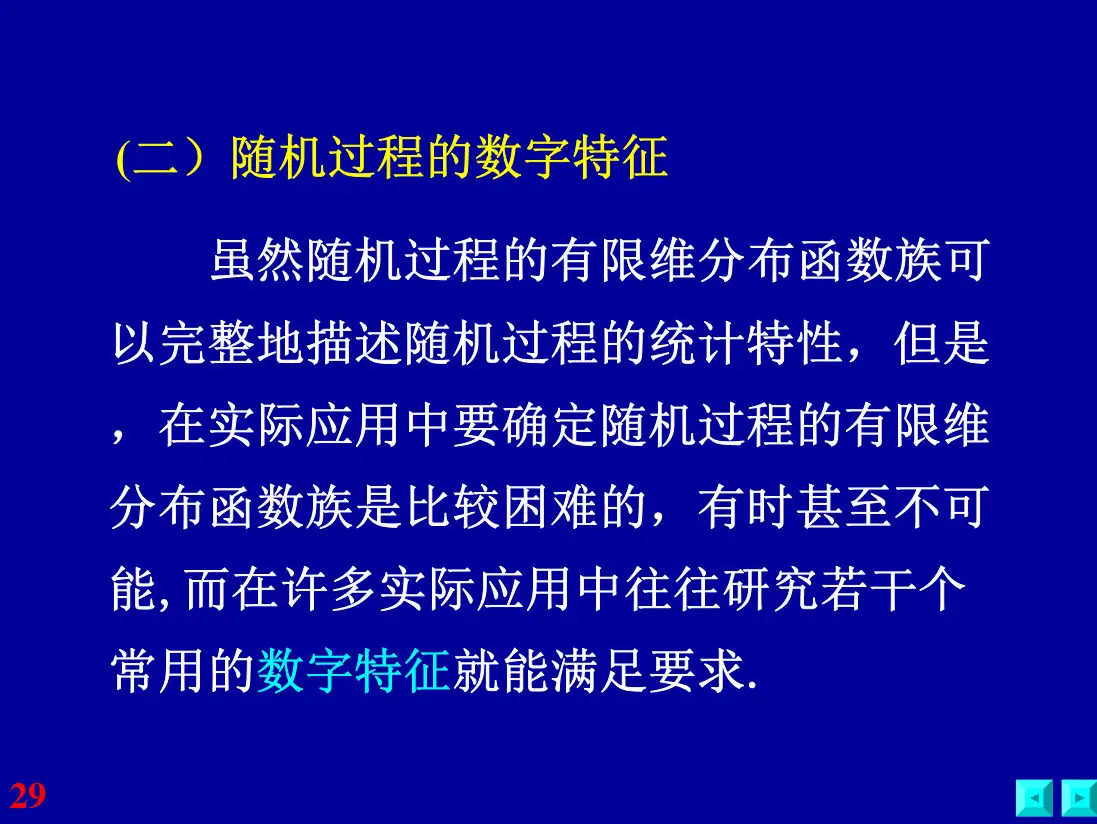 (二）随机过程的数字特征
虽然随机过程的有限维分布函数族可
以完整地描述随机过程的统计特性，但是
，在实际应用中要确定随机过程的有限维
分布函数族是比较困难的，有时甚至不可
能,而在许多实际应用中往往研究若干个
常用的数字特征就能满足要求.
29